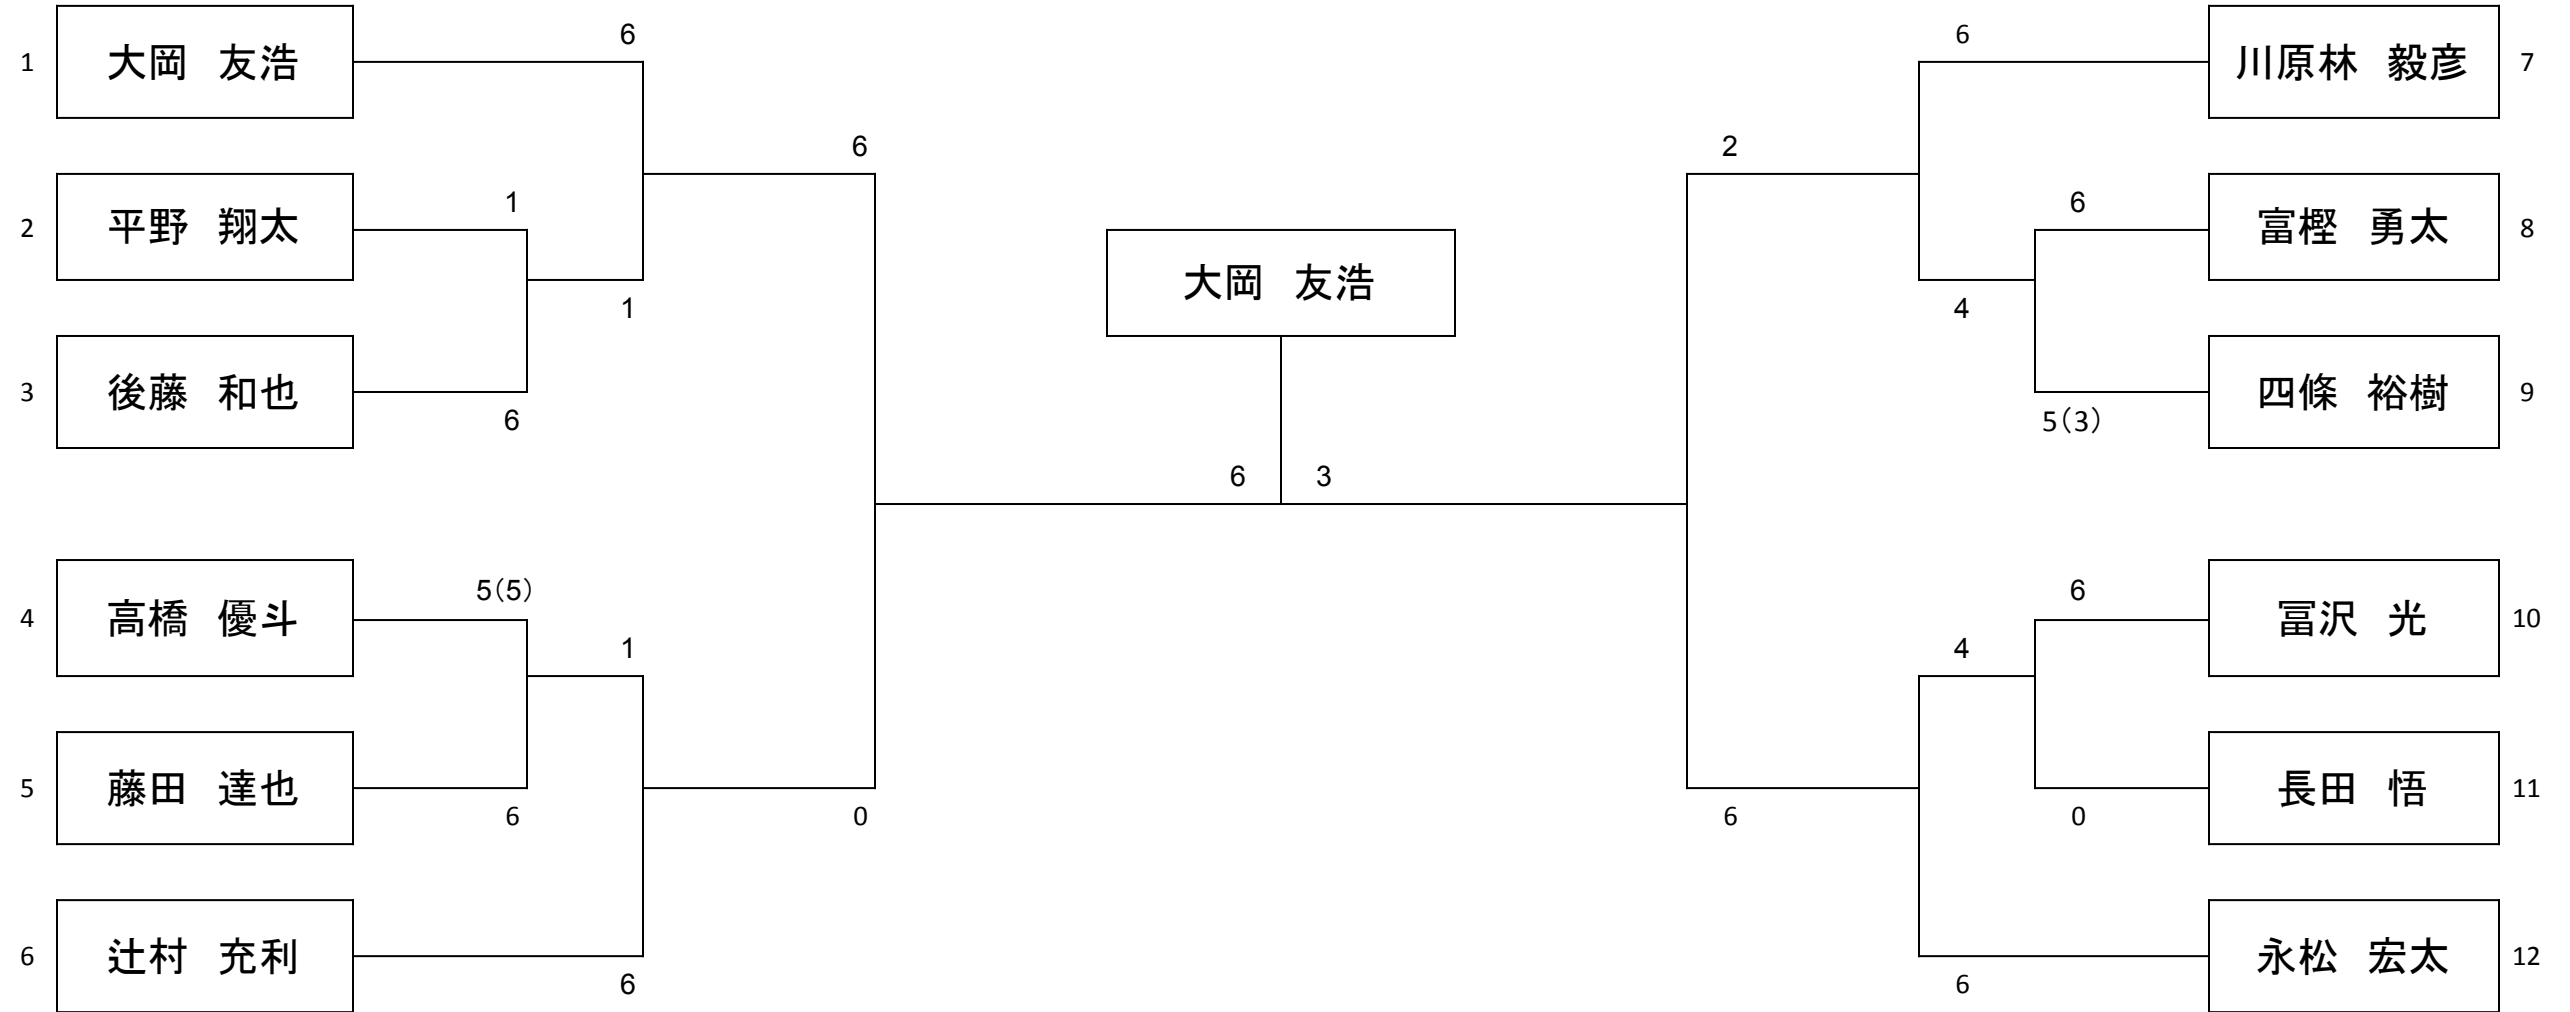 6
6
1 大岡 友浩
川原林 毅彦 7
6
2
1
6
2 平野 翔太
富樫 勇太 8
大岡 友浩
1
4
3 後藤 和也
四條 裕樹 9
6
5(3)
6 3
5(5)
6
4 高橋 優斗
冨沢 光 10
1
4
5 藤田 達也
長田 悟 11
6
0
6
0
6 辻村 充利
永松 宏太 12
6
6